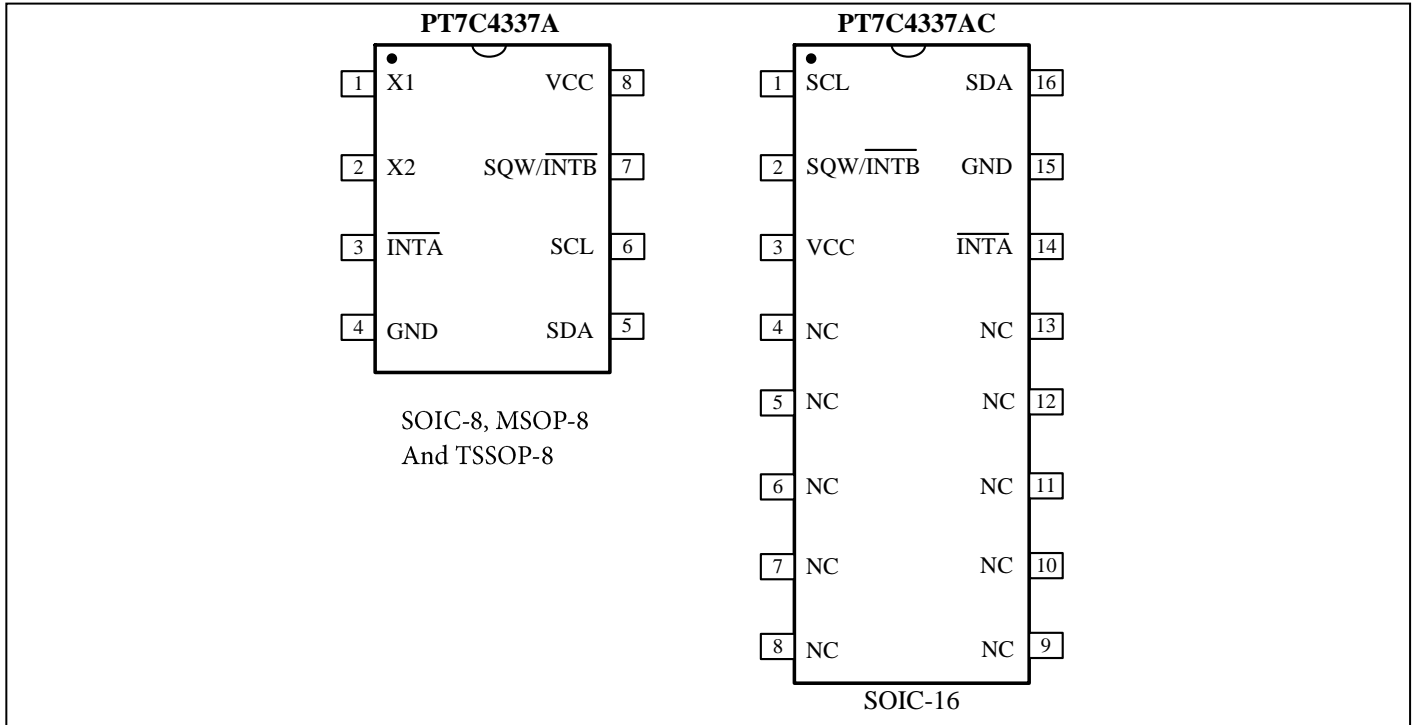 PT7C4337A
1 X1 VCC 8
2 X2 SQW/INTB 7
3 INTA SCL 6
4 GND SDA 5
SOIC-8, MSOP-8
And TSSOP-8
PT7C4337AC
1 SCL SDA 16
2 SQW/INTB GND 15
3 VCC INTA 14
4 NC NC 13
5 NC NC 12
6 NC NC 11
7 NC NC 10
8 NC NC 9
SOIC-16